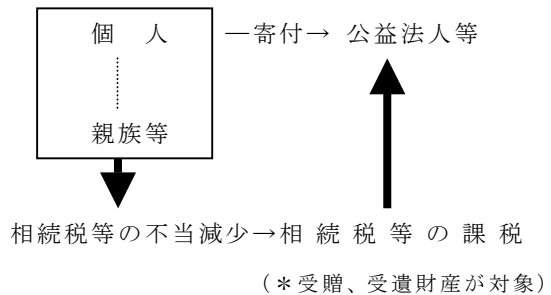 個　人　―寄付→ 公益法人等
親族等
相続税等の不当減少→相 続 税 等 の 課 税
（＊受贈、受遺財産が対象）